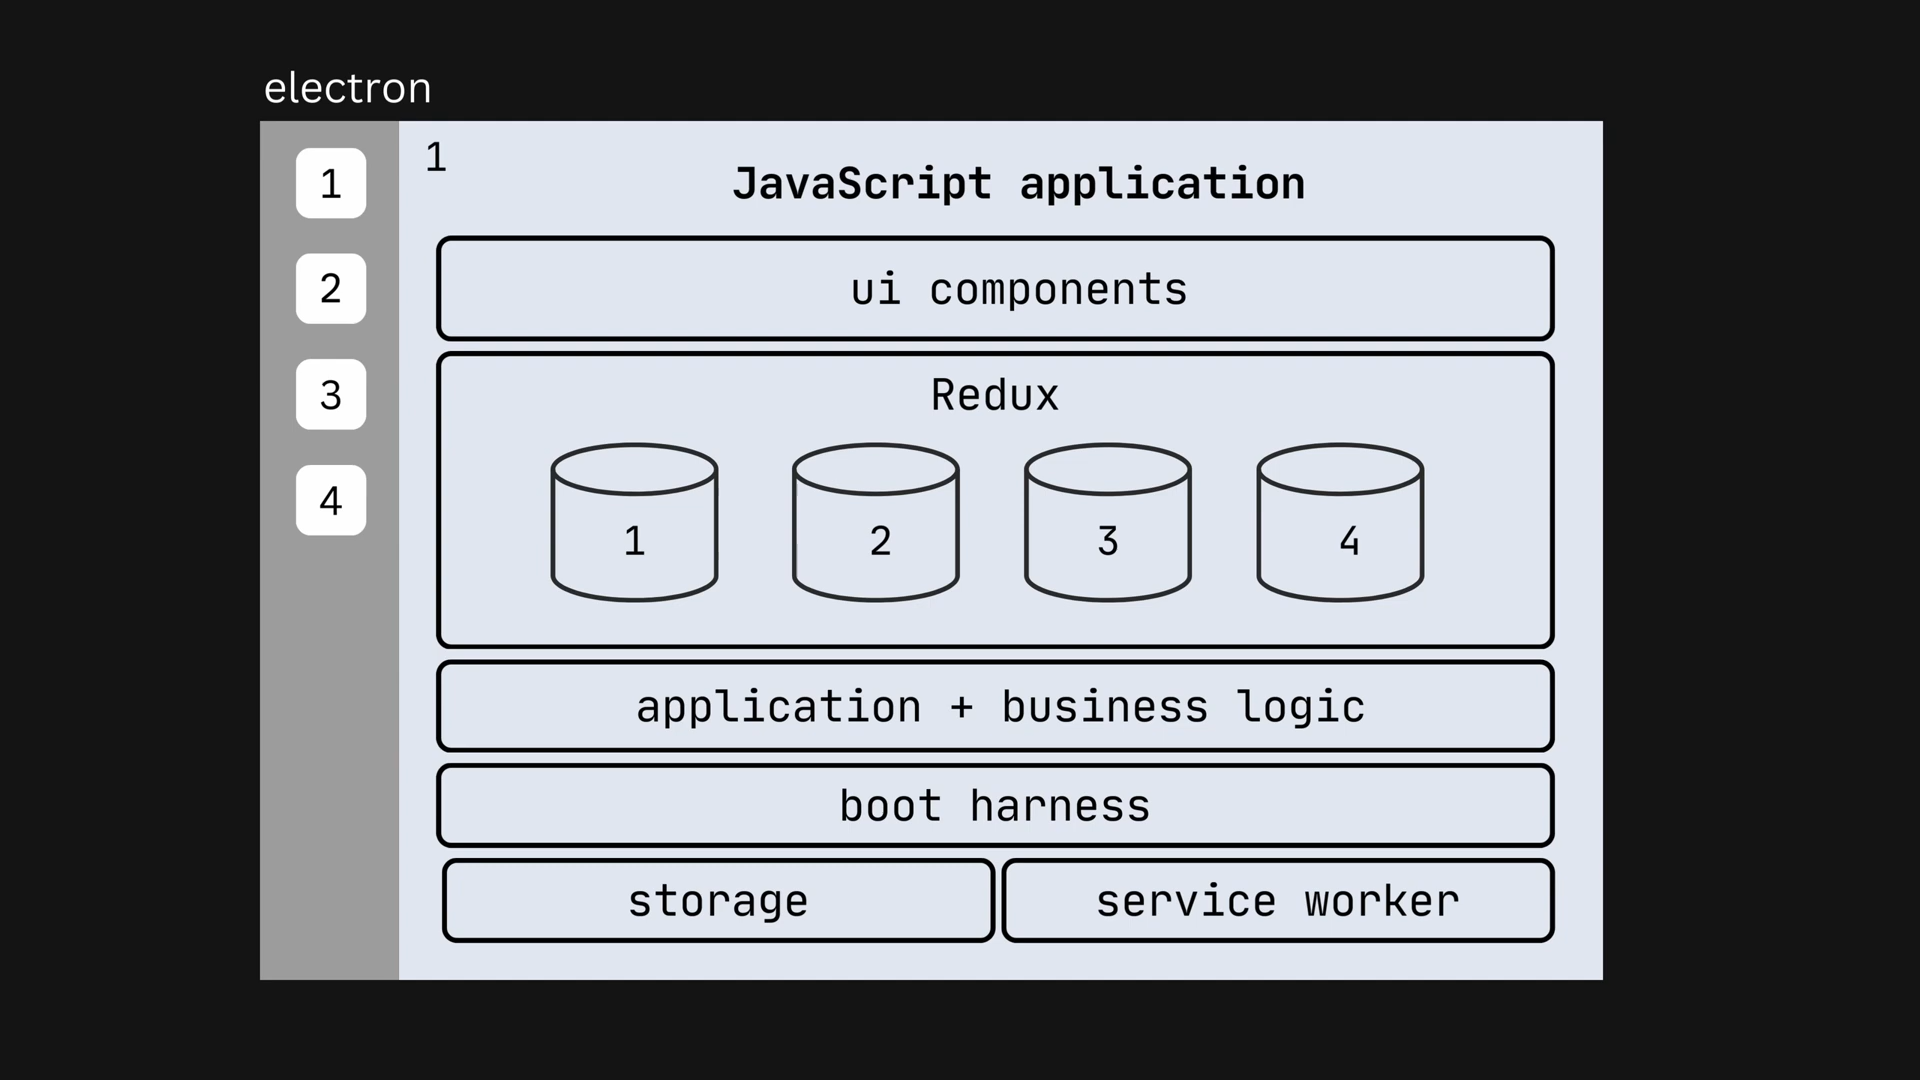 electron
1
2
3
4
1
JavaScript application
ui components
Redux
1 2 3 4
application + business logic
boot harness
storage
service worker